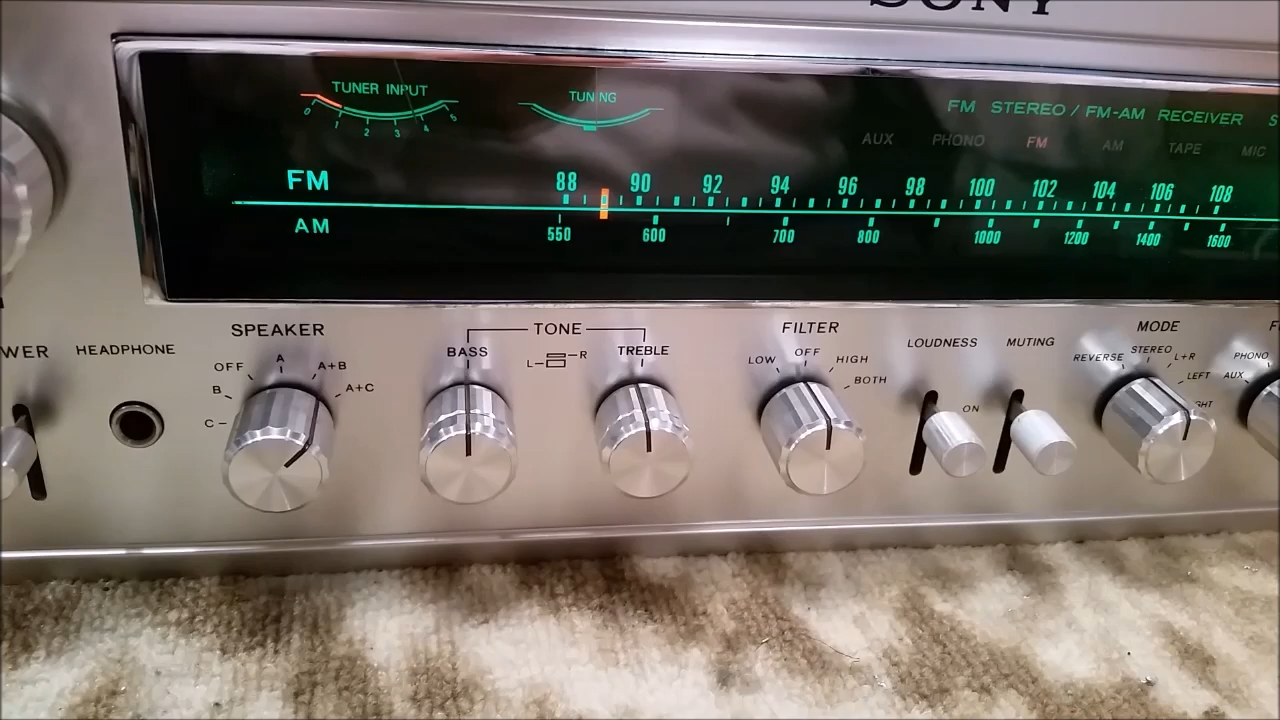 SONY
TUNER INPUT
0 1 2 3 4 5
TUNING
FM STEREO / FM-AM RECEIVER S
AUX PHONO FM AM TAPE MIC
FM 88 90 92 94 96 98 100 102 104 106 108
AM 550 600 700 800 1000 1200 1400 1600
WER
HEADPHONE
SPEAKER
OFF A A+B
B A+C
C
TONE
BASS L R TREBLE
FILTER
LOW OFF HIGH
BOTH
LOUDNESS
ON
MUTING
MODE
REVERSE STEREO L+R
LEFT
GHT
F
PHONO
AUX